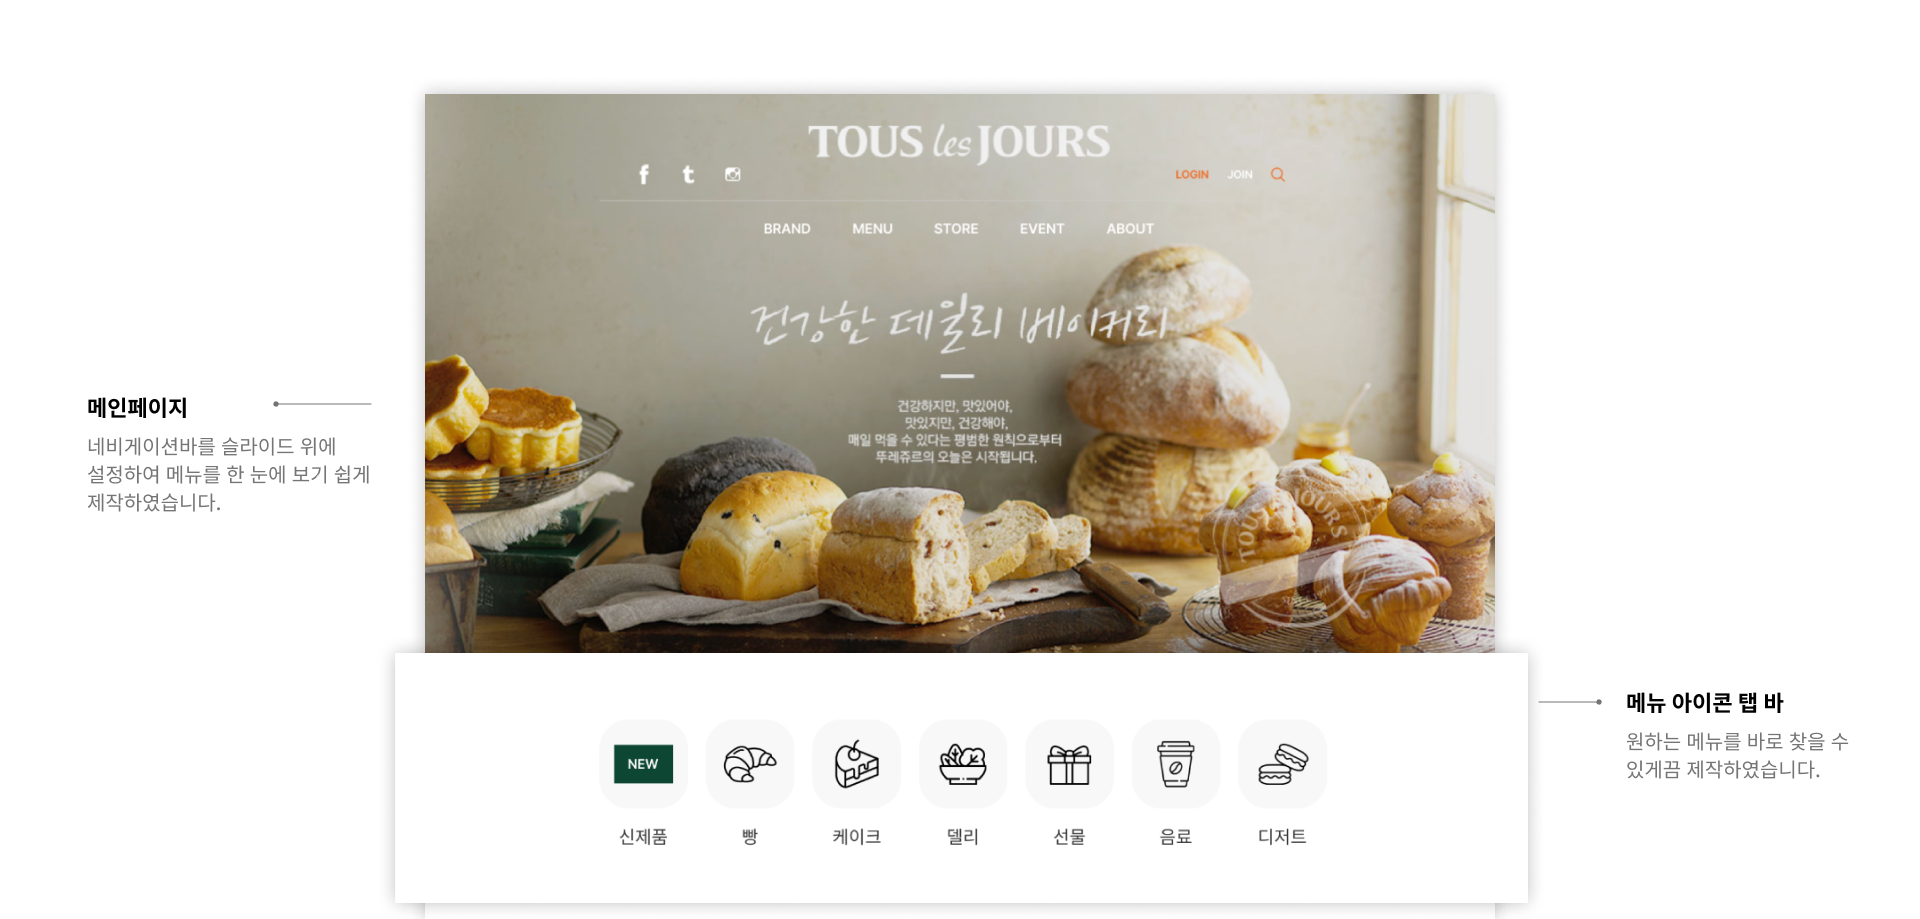 TOUS les JOURS
LOGIN JOIN
BRAND MENU STORE EVENT ABOUT
건강한 데일리 베이커리
건강하지만, 맛있어야,
맛있지만, 건강해야,
매일 먹을 수 있다는 평범한 원칙으로부터
뚜레쥬르의 오늘은 시작됩니다.
메인페이지
네비게이션바를 슬라이드 위에
설정하여 메뉴를 한 눈에 보기 쉽게
제작하였습니다.
TOUS les JOURS
메뉴 아이콘 탭 바
원하는 메뉴를 바로 찾을 수
있게끔 제작하였습니다.
NEW
신제품 빵 케이크 델리 선물 음료 디저트